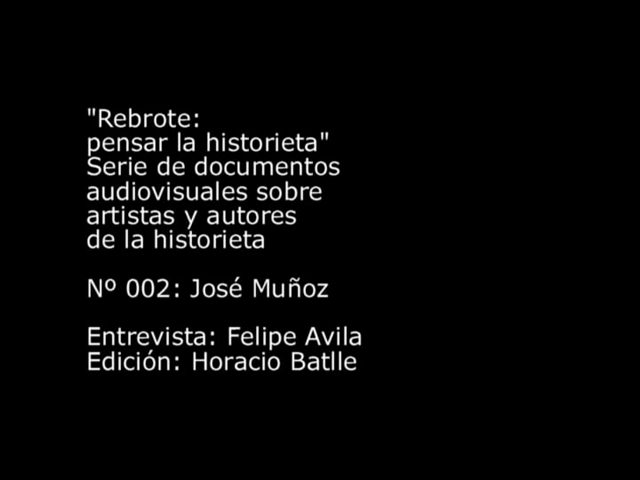 "Rebrote:
pensar la historieta"
Serie de documentos
audiovisuales sobre
artistas y autores
de la historieta
Nº 002: José Muñoz
Entrevista: Felipe Avila
Edición: Horacio Batlle